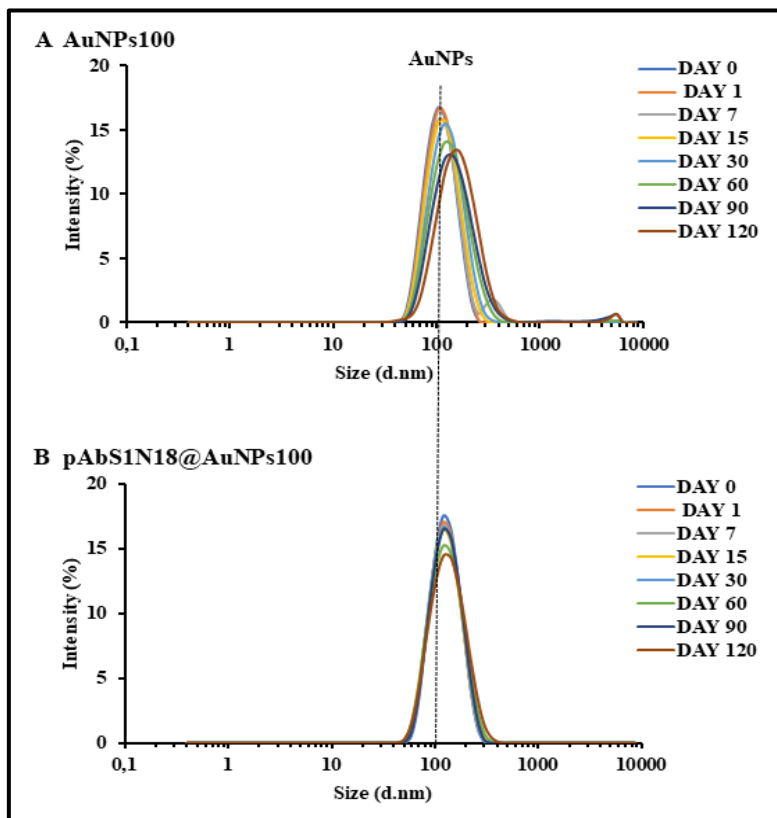 A AuNPs100
AuNPs
20
15
10
5
0
Intensity (%)
0,1 1 10 100 1000 10000
Size (d.nm)
DAY 0
DAY 1
DAY 7
DAY 15
DAY 30
DAY 60
DAY 90
DAY 120
B pAbS1N18@AuNPs100
20
15
10
5
0
Intensity (%)
0,1 1 10 100 1000 10000
Size (d.nm)
DAY 0
DAY 1
DAY 7
DAY 15
DAY 30
DAY 60
DAY 90
DAY 120